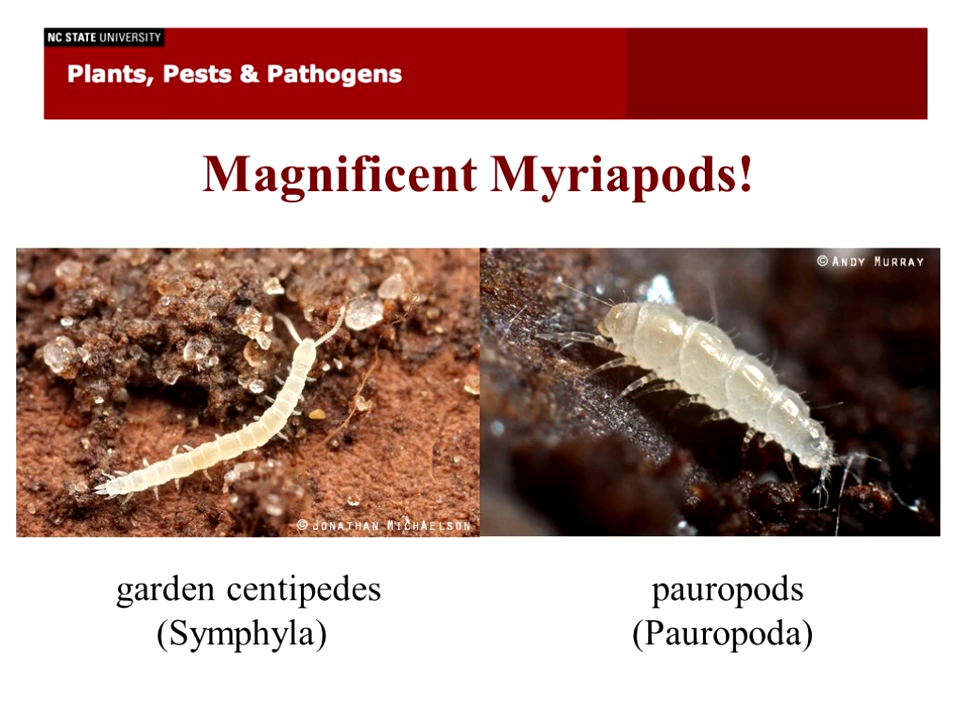 NC STATE UNIVERSITY
Plants, Pests & Pathogens
Magnificent Myriapods!
© ANDY MURRAY
© JONATHAN MICHAELSON
garden centipedes
(Symphyla)
pauropods
(Pauropoda)